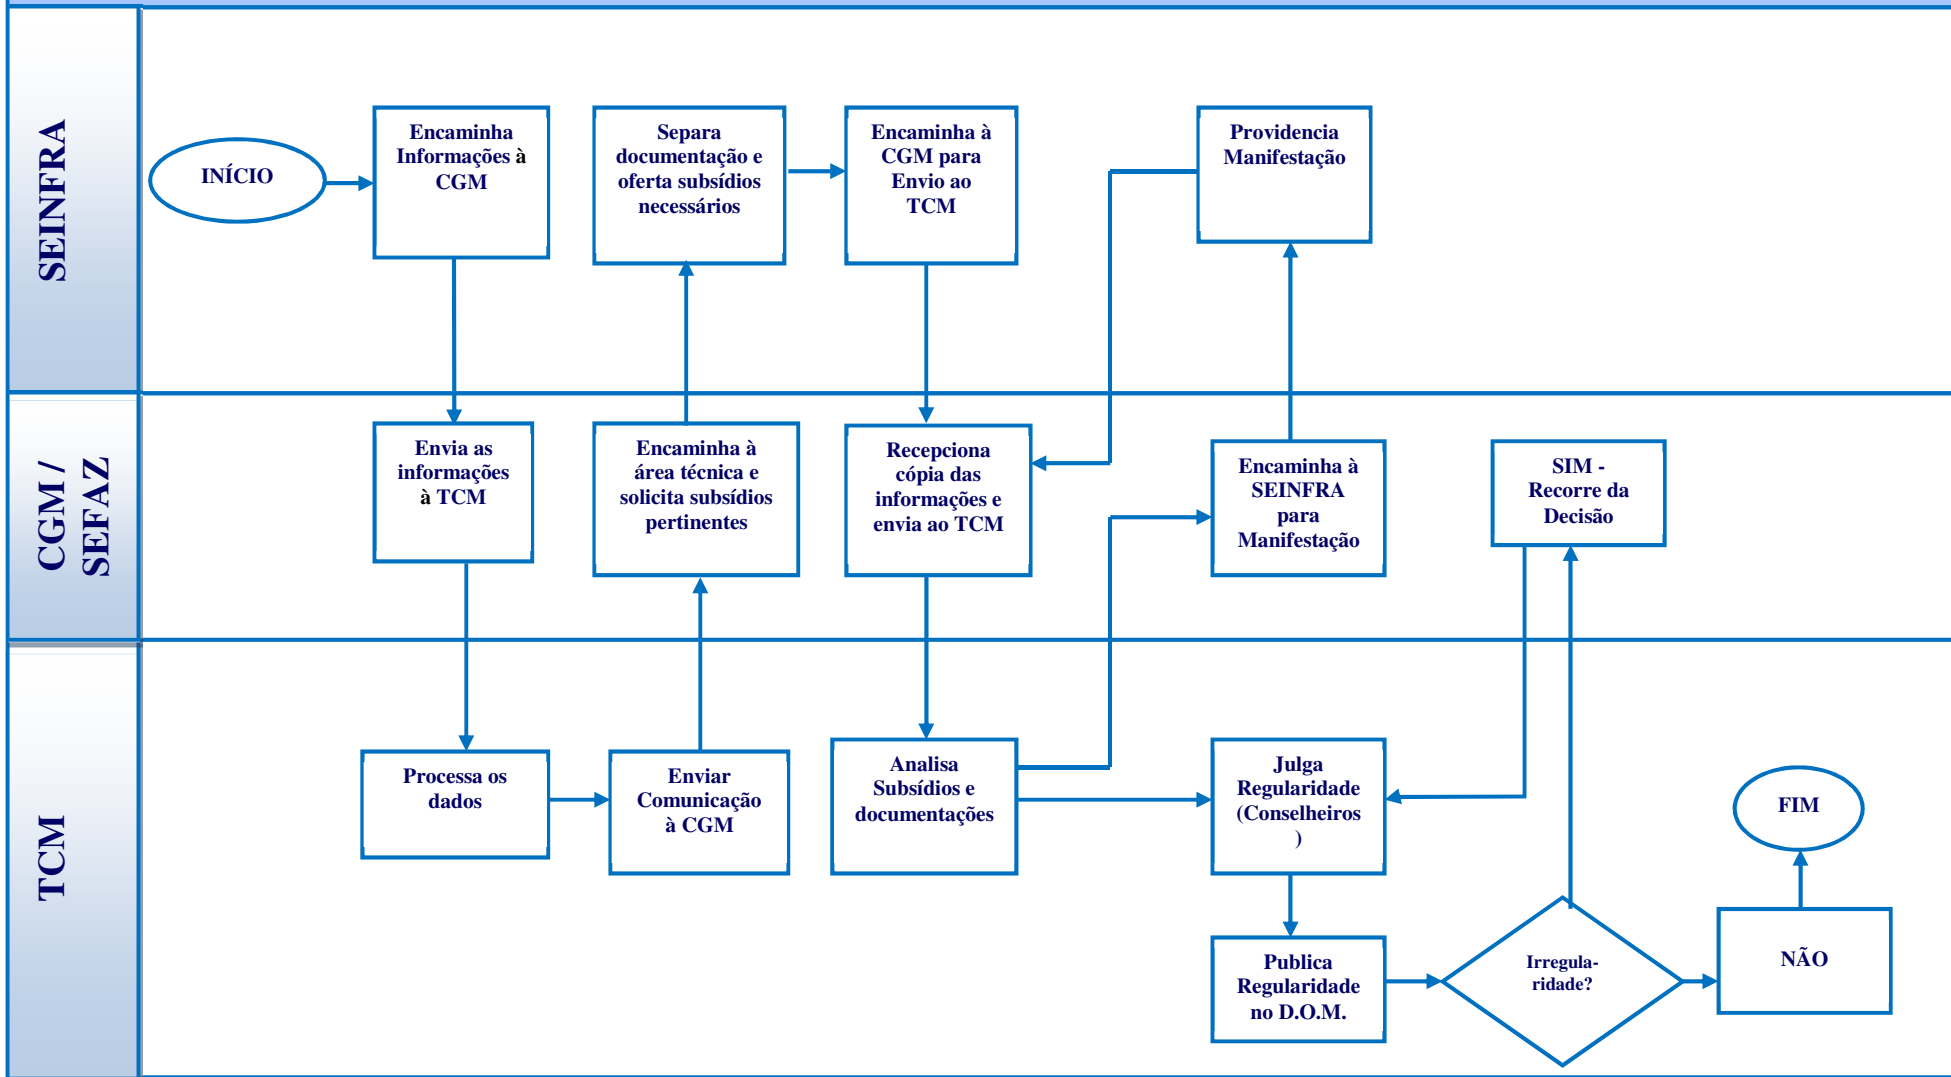 SEINFRA
INÍCIO
Encaminha
Informações à
CGM
Separa
documentação e
oferta subsídios
necessários
Encaminha à
CGM para
Envio ao
TCM
Providencia
Manifestação
CGM /
SEFAZ
Envia as
informações
à TCM
Encaminha à
área técnica e
solicita subsídios
pertinentes
Recepciona
cópia das
informações e
envia ao TCM
Encaminha à
SEINFRA
para
Manifestação
SIM -
Recorre da
Decisão
TCM
Processa os
dados
Enviar
Comunicação
à CGM
Analisa
Subsídios e
documentações
Julga
Regularidade
(Conselheiros
)
Publica
Regularidade
no D.O.M.
Irregula-
ridade?
NÃO
FIM